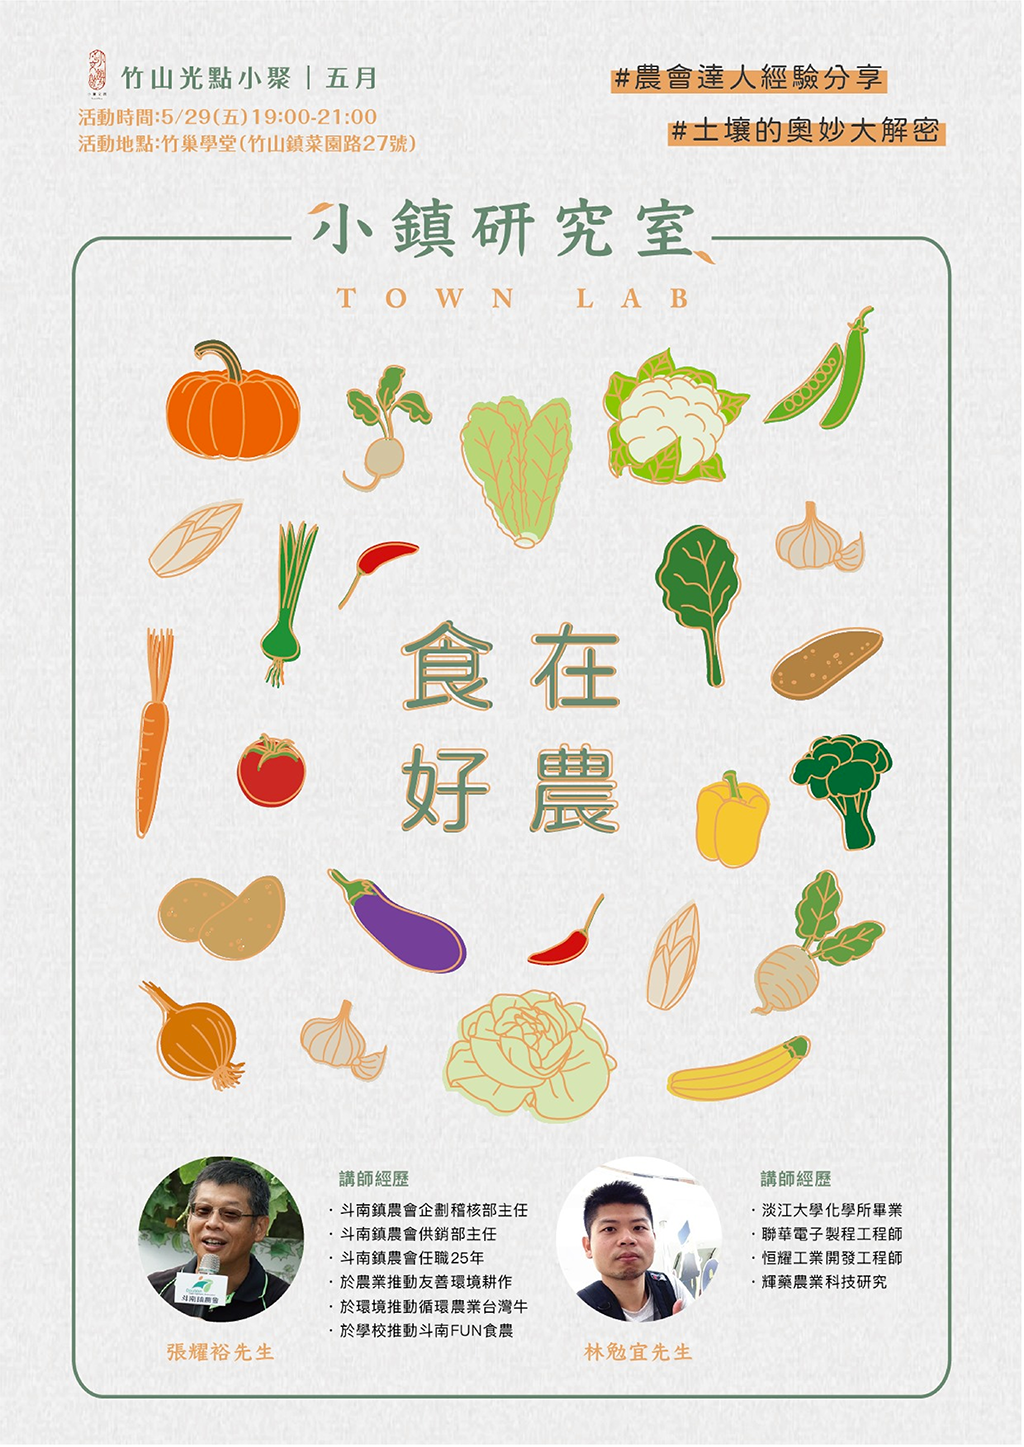 竹山光點小聚｜五月
活動時間:5/29(五)19:00-21:00
活動地點:竹巢學堂(竹山鎮菜園路27號)
#農會達人經驗分享
#土壤的奧妙大解密
小鎮研究室
TOWN LAB
食在
好農
講師經歷
·斗南鎮農會企劃稽核部主任
·斗南鎮農會供銷部主任
·斗南鎮農會任職25年
·於農業推動友善環境耕作
·於環境推動循環農業台灣牛
·於學校推動斗南FUN食農
斗南鎮農會
張耀裕先生
講師經歷
·淡江大學化學所畢業
·聯華電子製程工程師
·恒耀工業開發工程師
·輝藥農業科技研究
林勉宜先生